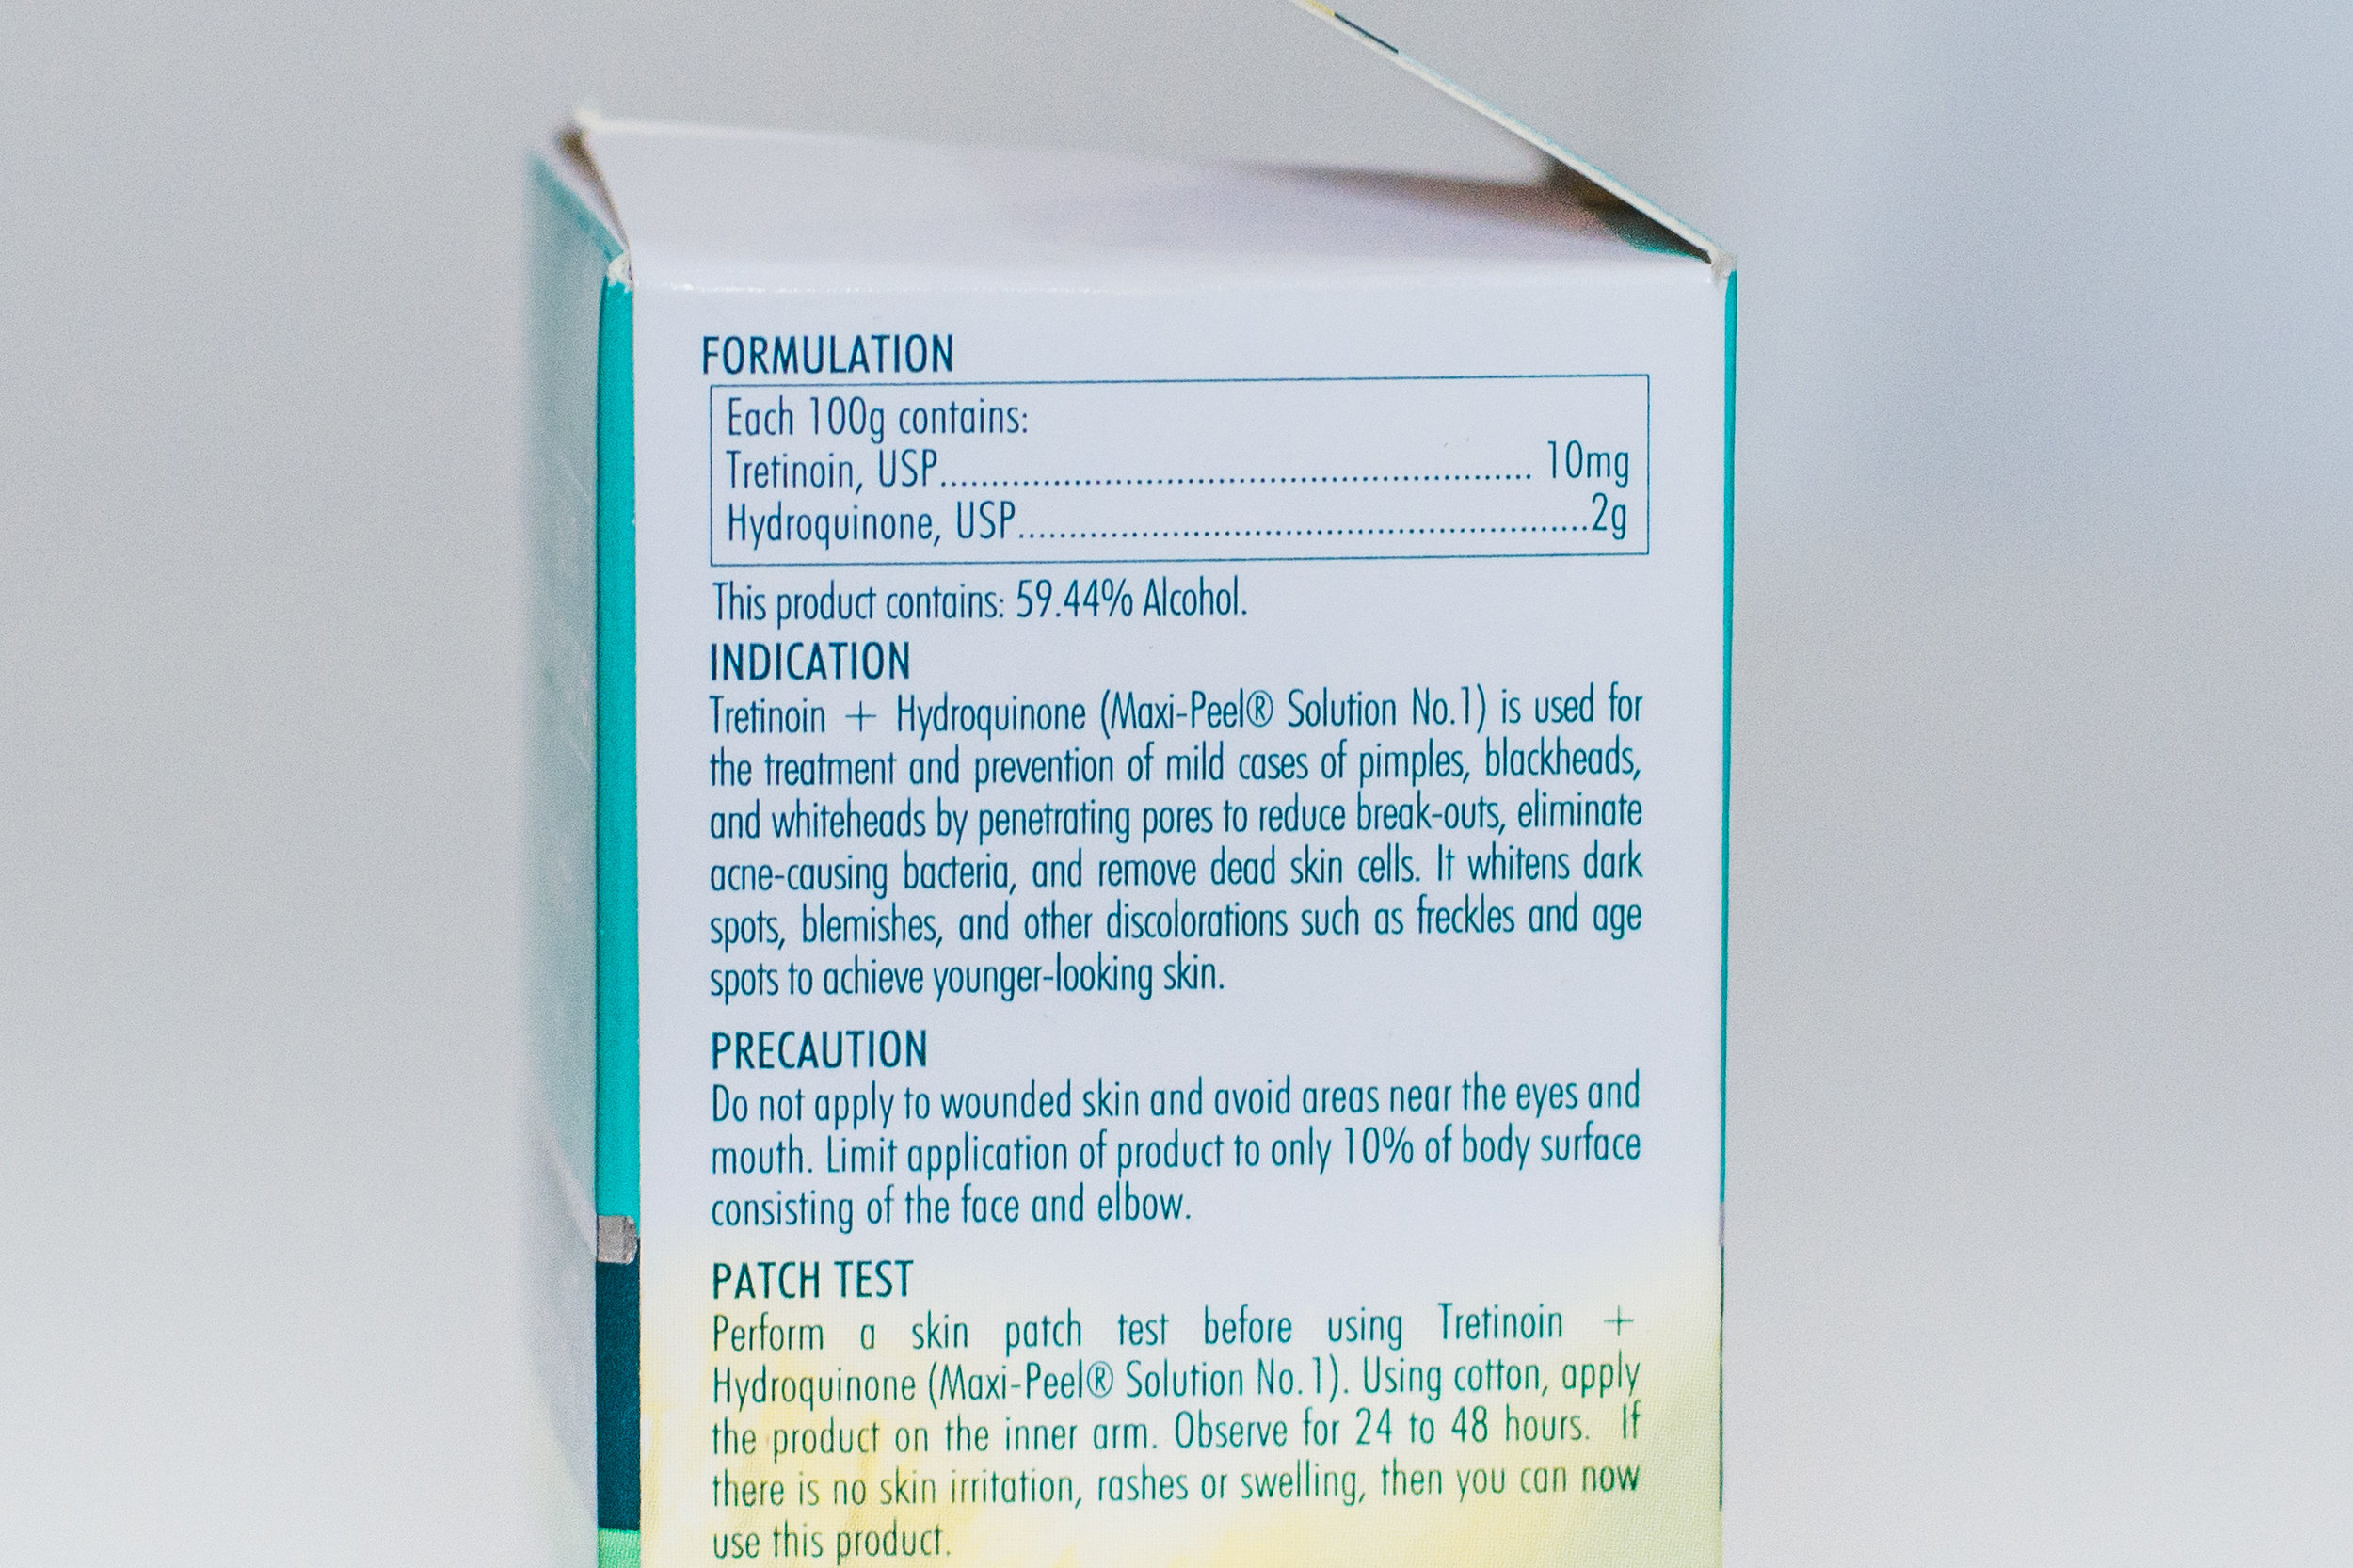 FORMULATION
Each 100g contains:
Tretinoin, USP.......................................................... 10mg
Hydroquinone, USP.........................................................2g
This product contains: 59.44% Alcohol.
INDICATION
Tretinoin + Hydroquinone (Maxi-Peel® Solution No.1) is used for
the treatment and prevention of mild cases of pimples, blackheads,
and whiteheads by penetrating pores to reduce break-outs, eliminate
acne-causing bacteria, and remove dead skin cells. It whitens dark
spots, blemishes, and other discolorations such as freckles and age
spots to achieve younger-looking skin.
PRECAUTION
Do not apply to wounded skin and avoid areas near the eyes and
mouth. Limit application of product to only 10% of body surface
consisting of the face and elbow.
PATCH TEST
Perform a skin patch test before using Tretinoin +
Hydroquinone (Maxi-Peel® Solution No.1). Using cotton, apply
the product on the inner arm. Observe for 24 to 48 hours. If
there is no skin irritation, rashes or swelling, then you can now
use this product.